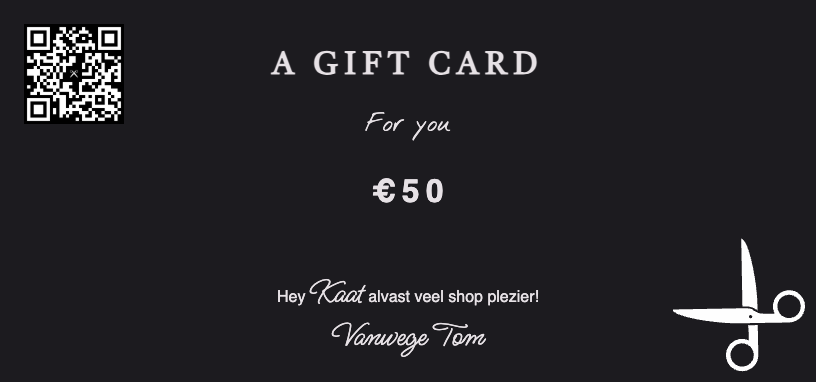 A GIFT CARD
For you
€50
Hey Kaat alvast veel shop plezier!
Vanwege Tom